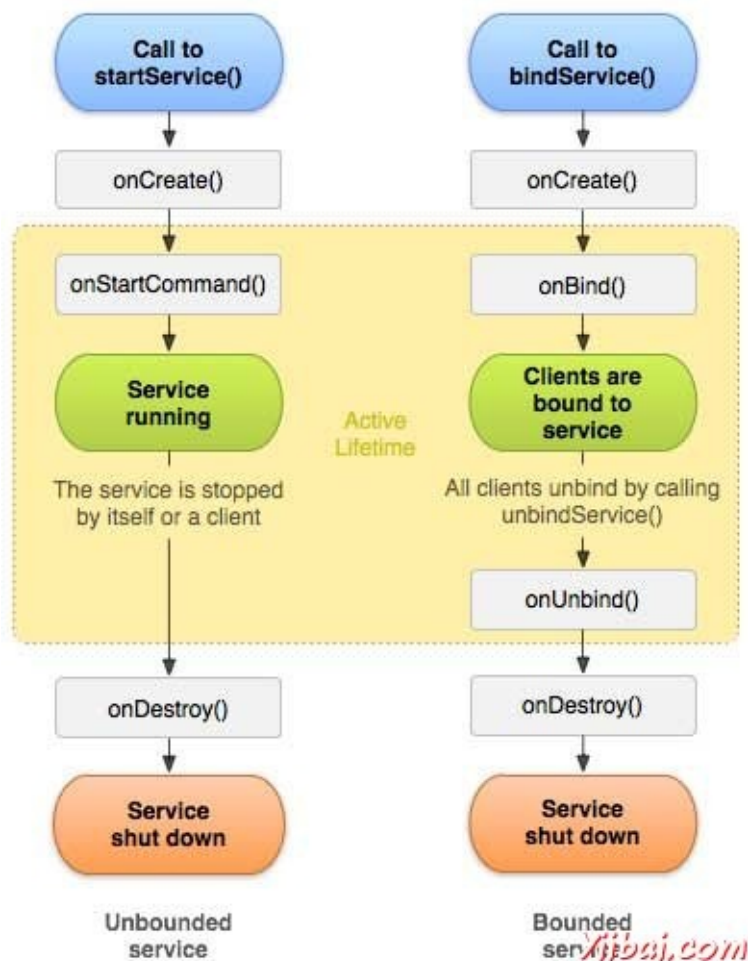 Call to
startService()
onCreate()
onStartCommand()
Service
running
The service is stopped
by itself or a client
onDestroy()
Service
shut down
Unbounded
service
Active
Lifetime
Call to
bindService()
onCreate()
onBind()
Clients are
bound to
service
All clients unbind by calling
unbindService()
onUnbind()
onDestroy()
Service
shut down
Bounded
service
Yiibai.com